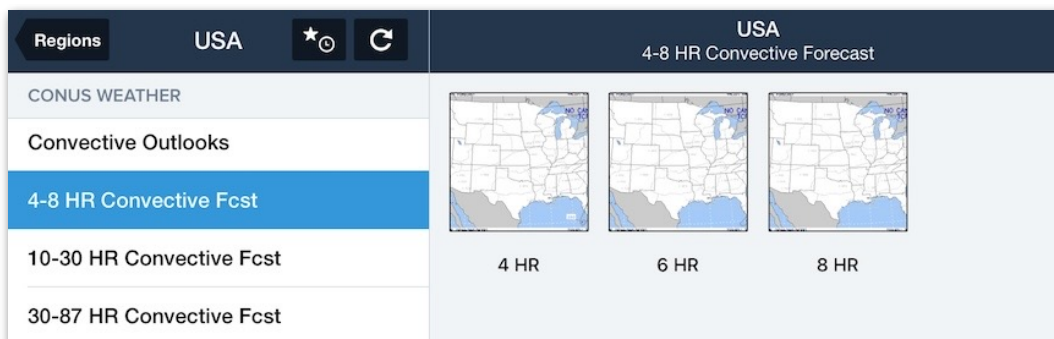 Regions
USA
CONUS WEATHER
Convective Outlooks
4-8 HR Convective Fcst
10-30 HR Convective Fcst
30-87 HR Convective Fcst
USA
4-8 HR Convective Forecast
4 HR
6 HR
8 HR